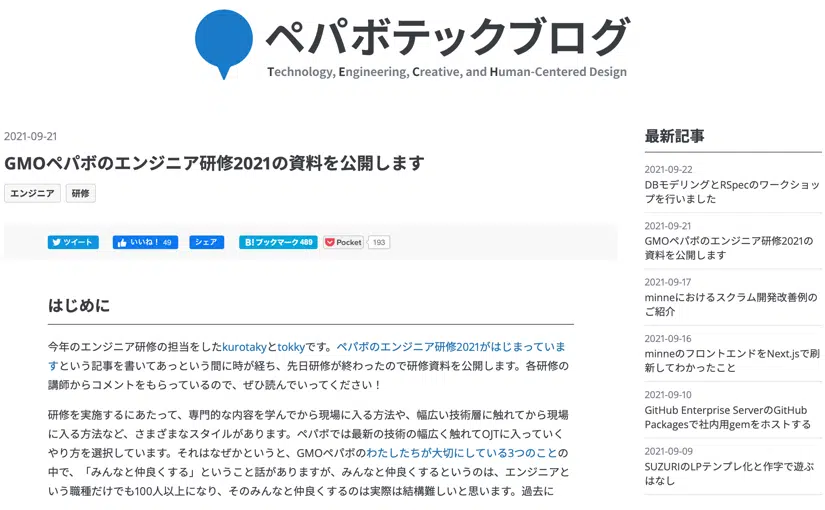 ペパボテックブログ
Technology, Engineering, Creative, and Human-Centered Design
2021-09-21
GMOペパボのエンジニア研修2021の資料を公開します
エンジニア 研修
ツイート いいね！ 49 シェア B!ブックマーク 489 Pocket 193
はじめに
今年のエンジニア研修の担当をしたkurotakyとtokkyです。ペパボのエンジニア研修2021がはじまっていま
すという記事を書いてあっという間に時が経ち、先日研修が終わったので研修資料を公開します。各研修の
講師からコメントをもらっているので、ぜひ読んでいってください！
研修を実施するにあたって、専門的な内容を学んでから現場に入る方法や、幅広い技術層に触れてから現場
に入る方法など、さまざまなスタイルがあります。ペパボでは最新の技術の幅広く触れてOJTに入っていく
やり方を選択しています。それはなぜかというと、GMOペパボのわたしたちが大切にしている3つのことの
中で、「みんなと仲良くする」ということ話がありますが、みんなと仲良くするというのは、エンジニアと
いう職種だけでも100人以上になり、そのみんなと仲良くするのは実際は結構難しいと思います。過去に
最新記事
2021-09-22
DBモデリングとRSpecのワークショッ
プを行いました
2021-09-21
GMOペパボのエンジニア研修2021の
資料を公開します
2021-09-17
minneにおけるスクラム開発改善例の
ご紹介
2021-09-16
minneのフロントエンドをNext.jsで刷
新してわかったこと
2021-09-10
GitHub Enterprise ServerのGitHub
Packagesで社内用gemをホストする
2021-09-09
SUZURIのLPテンプレ化と作字で遊ぶ
はなし